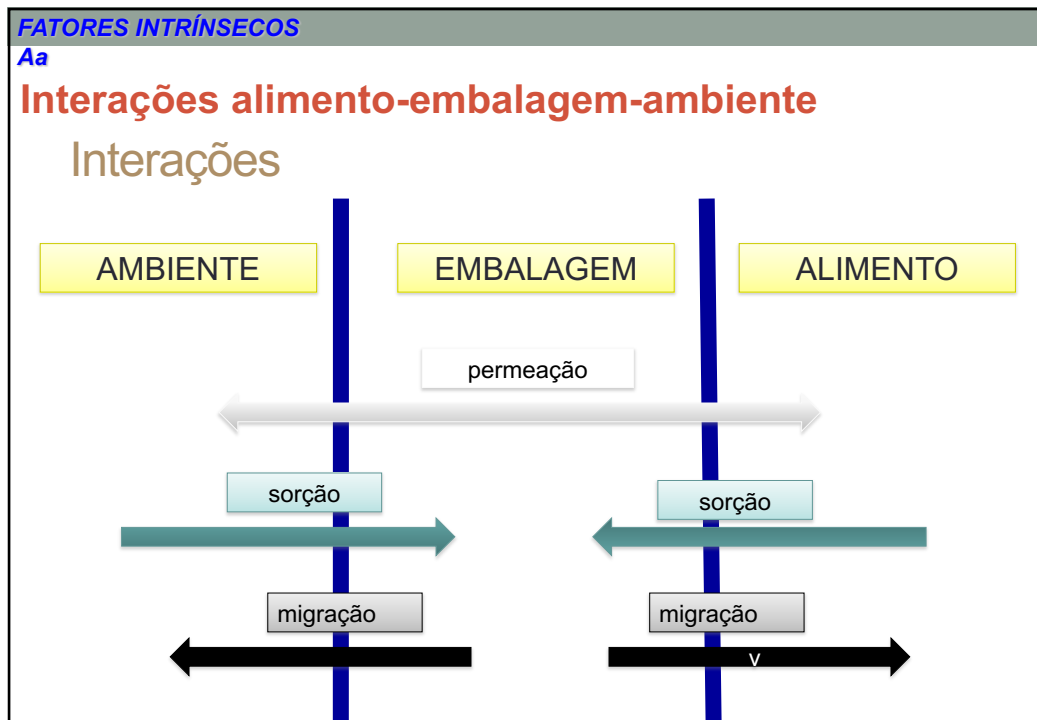 FATORES INTRÍNSECOS
Aa
Interações alimento-embalagem-ambiente
Interações
AMBIENTE
EMBALAGEM
ALIMENTO
permeação
sorção
sorção
migração
migração
v